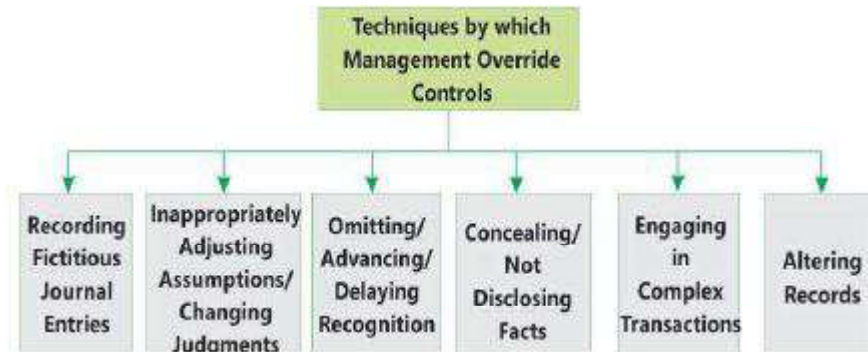 Techniques by which
Management Override
Controls
Recording
Fictitious
Journal
Entries
Inappropriately
Adjusting
Assumptions/
Changing
Judgments
Omitting/
Advancing/
Delaying
Recognition
Concealing/
Not
Disclosing
Facts
Engaging
in
Complex
Transactions
Altering
Records